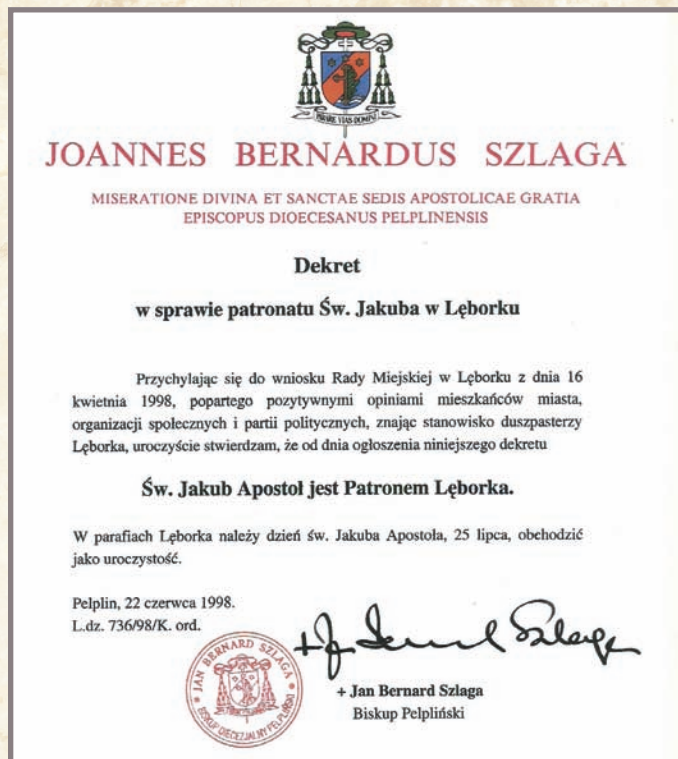 PARARE VIAS DOMINI
JOANNES BERNARDUS SZLAGA
MISERATIONE DIVINA ET SANCTAE SEDIS APOSTOLICAE GRATIA
EPISCOPUS DIOECESANUS PELPLINENSIS
Dekret
w sprawie patronatu Św. Jakuba w Lęborku
Przychylając się do wniosku Rady Miejskiej w Lęborku z dnia 16
kwietnia 1998, popartego pozytywnymi opiniami mieszkańców miasta,
organizacji społecznych i partii politycznych, znając stanowisko duszpasterzy
Lęborka, uroczyście stwierdzam, że od dnia ogłoszenia niniejszego dekretu
Św. Jakub Apostoł jest Patronem Lęborka.
W parafiach Lęborka należy dzień św. Jakuba Apostoła, 25 lipca, obchodzić
jako uroczystość.
Pelplin, 22 czerwca 1998.
L.dz. 736/98/K. ord.
JAN BERNARD SZLAGA
BISKUP DIECEZJALNY PELPLIŃSKI
+ Jan Bernard Szlaga
Biskup Pelpliński